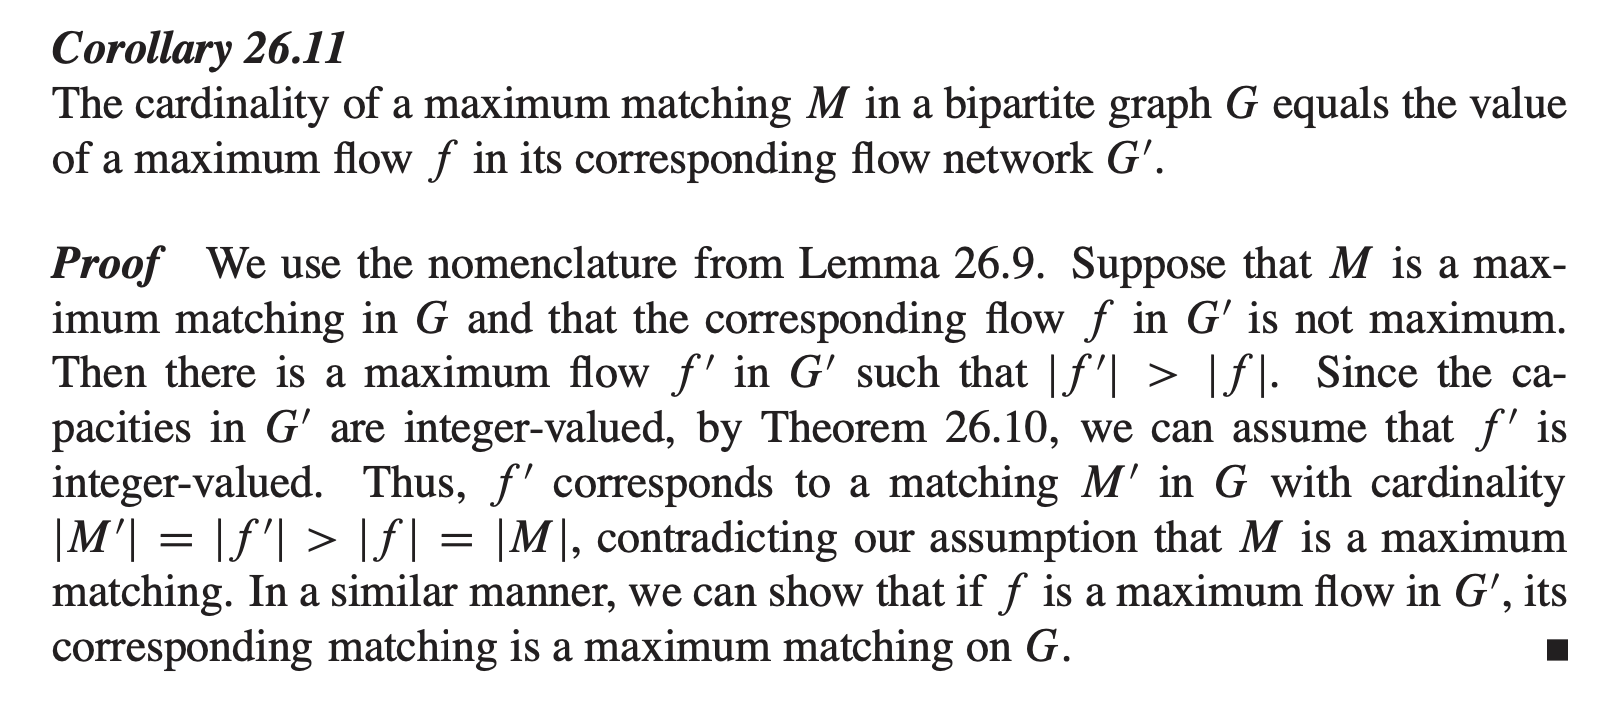 Corollary 26.11
The cardinality of a maximum matching M in a bipartite graph G equals the value
of a maximum flow f in its corresponding flow network G′.
Proof We use the nomenclature from Lemma 26.9. Suppose that M is a max-
imum matching in G and that the corresponding flow f in G′ is not maximum.
Then there is a maximum flow f′ in G′ such that |f′| > |f|. Since the ca-
pacities in G′ are integer-valued, by Theorem 26.10, we can assume that f′ is
integer-valued. Thus, f′ corresponds to a matching M′ in G with cardinality
|M′| = |f′| > |f| = |M|, contradicting our assumption that M is a maximum
matching. In a similar manner, we can show that if f is a maximum flow in G′, its
corresponding matching is a maximum matching on G. ■